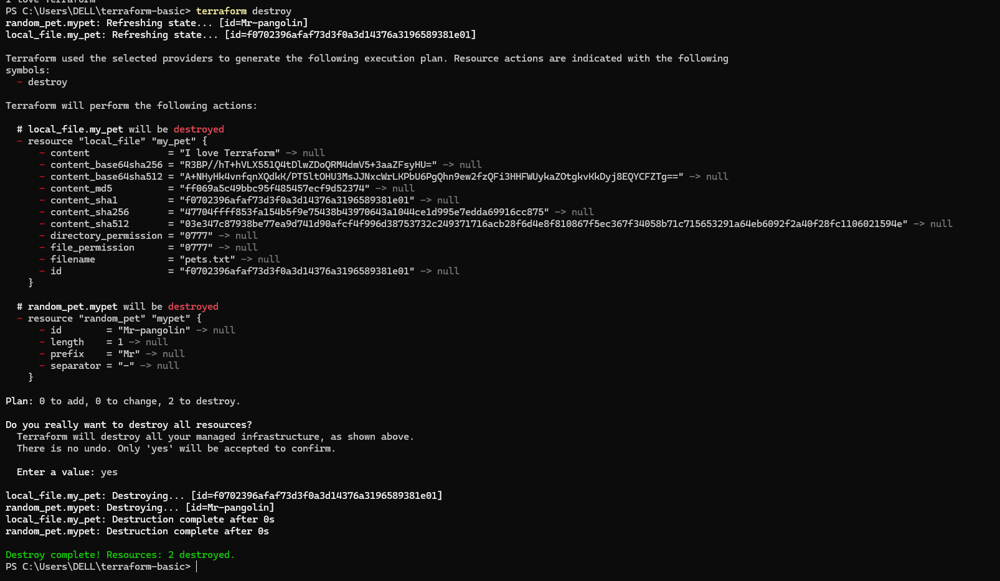 I love Terraform
PS C:\Users\DELL\terraform-basic> terraform destroy
random_pet.mypet: Refreshing state... [id=Mr-pangolin]
local_file.my_pet: Refreshing state... [id=f0702396afaf73d3f0a3d14376a3196589381e01]
Terraform used the selected providers to generate the following execution plan. Resource actions are indicated with the following
symbols:
- destroy
Terraform will perform the following actions:
# local_file.my_pet will be destroyed
- resource "local_file" "my_pet" {
- content = "I love Terraform" -> null
- content_base64sha256 = "R3BP//hT+hVLX551Q4tDlwZDoQRM4dmV5+3aaZFsyHU=" -> null
- content_base64sha512 = "A+NHyHk4vnfqnXQdkK/PT5ltOHU3MsJJNxcWrLKPbU6PgQhn9ew2fzQFi3HHFWUykaZOtgkvKkDyj8EQYCFZTg==" -> null
- content_md5 = "ff069a5c49bbc95f485457ecf9d52374" -> null
- content_sha1 = "f0702396afaf73d3f0a3d14376a3196589381e01" -> null
- content_sha256 = "47704ffff853fa154b5f9e75438b43970643a1044ce1d995e7edda69916cc875" -> null
- content_sha512 = "03e347c87938be77ea9d741d90afcf4f996d38753732c249371716acb28f6d4e8f810867f5ec367f34058b71c715653291a64eb6092f2a40f28fc1106021594e" -> null
- directory_permission = "0777" -> null
- file_permission = "0777" -> null
- filename = "pets.txt" -> null
- id = "f0702396afaf73d3f0a3d14376a3196589381e01" -> null
}
# random_pet.mypet will be destroyed
- resource "random_pet" "mypet" {
- id = "Mr-pangolin" -> null
- length = 1 -> null
- prefix = "Mr" -> null
- separator = "-" -> null
}
Plan: 0 to add, 0 to change, 2 to destroy.
Do you really want to destroy all resources?
Terraform will destroy all your managed infrastructure, as shown above.
There is no undo. Only 'yes' will be accepted to confirm.
Enter a value: yes
local_file.my_pet: Destroying... [id=f0702396afaf73d3f0a3d14376a3196589381e01]
random_pet.mypet: Destroying... [id=Mr-pangolin]
local_file.my_pet: Destruction complete after 0s
random_pet.mypet: Destruction complete after 0s
Destroy complete! Resources: 2 destroyed.
PS C:\Users\DELL\terraform-basic>